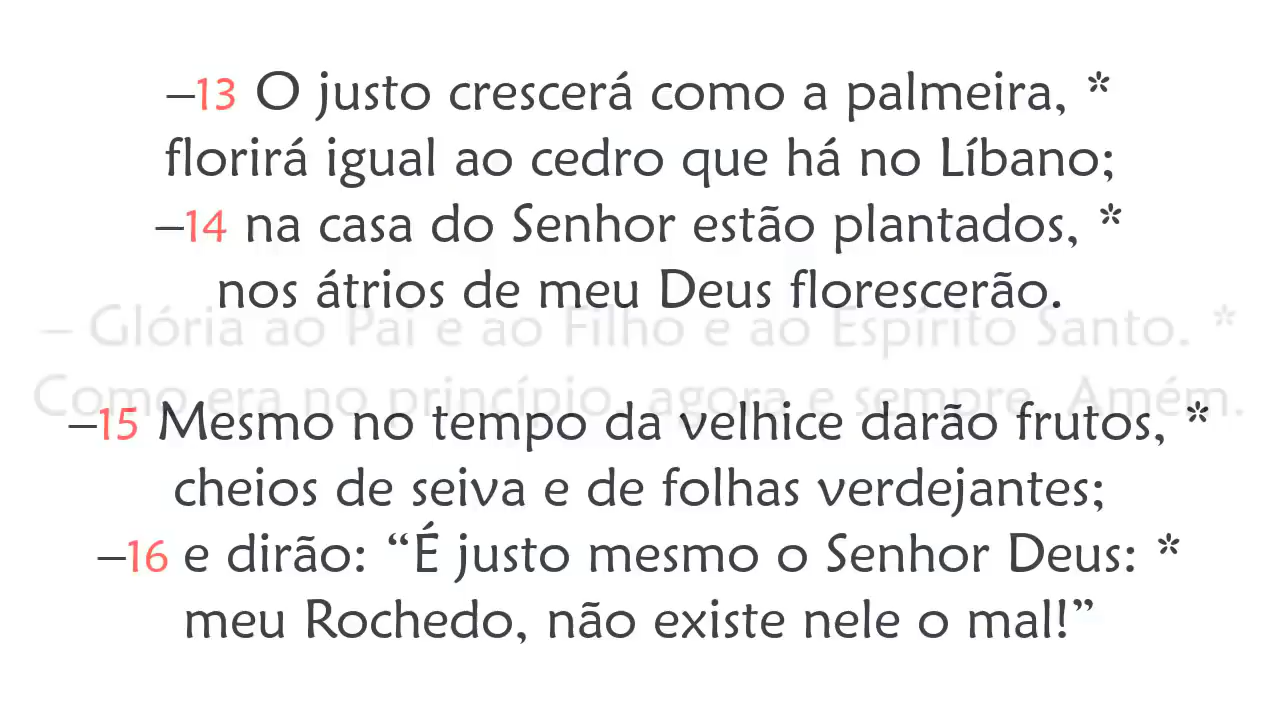 –13 O justo crescerá como a palmeira, *
florirá igual ao cedro que há no Líbano;
–14 na casa do Senhor estão plantados, *
nos átrios de meu Deus florescerão.
– Glória ao Pai e ao Filho e ao Espírito Santo. *
Como era no princípio, agora e sempre. Amém.
–15 Mesmo no tempo da velhice darão frutos, *
cheios de seiva e de folhas verdejantes;
–16 e dirão: “É justo mesmo o Senhor Deus: *
meu Rochedo, não existe nele o mal!”